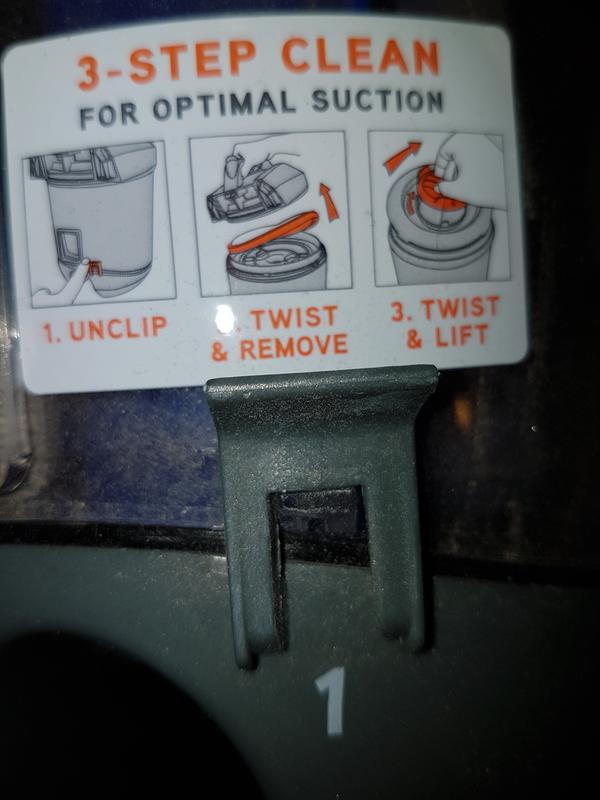 3-STEP CLEAN
FOR OPTIMAL SUCTION
1. UNCLIP
. TWIST
& REMOVE
3. TWIST
& LIFT
1